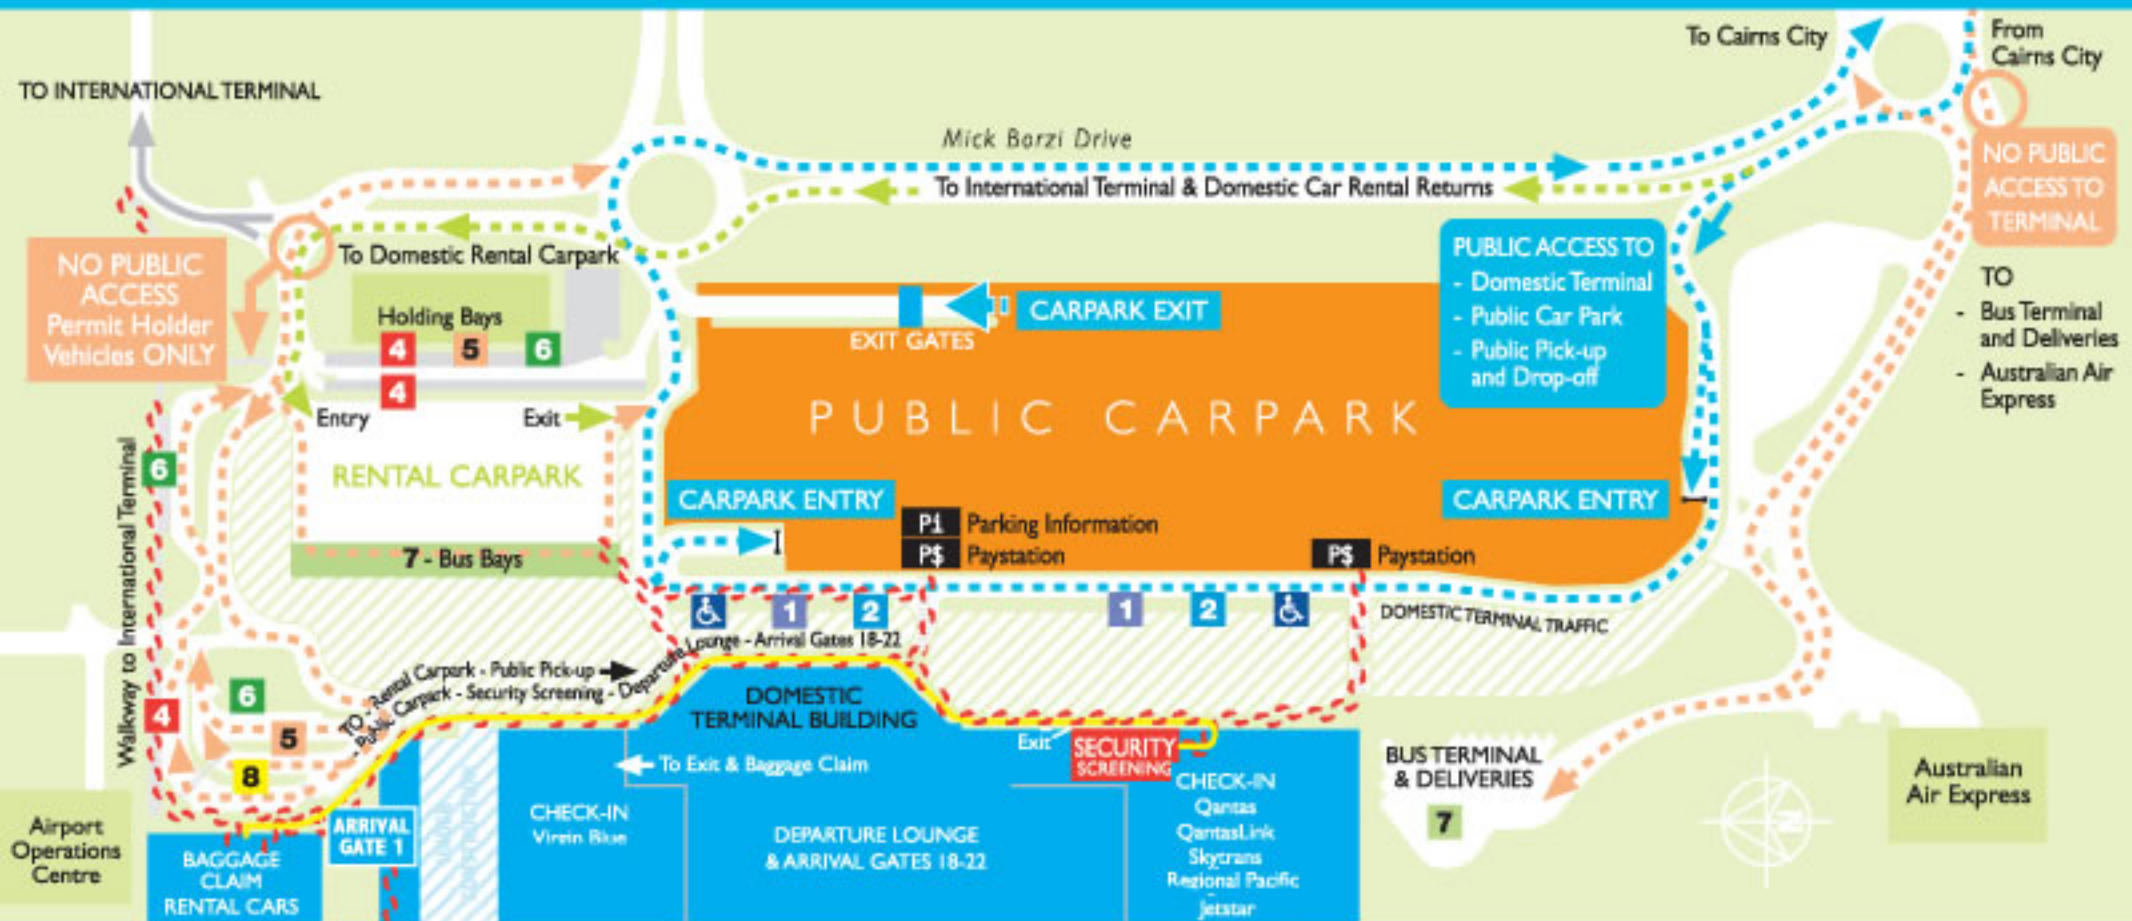 To Cairns City
From
Cairns City
TO INTERNATIONAL TERMINAL
Mick Borzi Drive
To International Terminal & Domestic Car Rental Returns
NO PUBLIC
ACCESS TO
TERMINAL
TO
- Bus Terminal
and Deliveries
- Australian Air
Express
PUBLIC ACCESS TO
- Domestic Terminal
- Public Car Park
- Public Pick-up
and Drop-off
NO PUBLIC
ACCESS
Permit Holder
Vehicles ONLY
To Domestic Rental Carpark
Holding Bays
4 5 6
4
Entry
Exit
RENTAL CARPARK
7 - Bus Bays
CARPARK EXIT
EXIT GATES
PUBLIC CARPARK
CARPARK ENTRY
CARPARK ENTRY
Pi Parking Information
P$ Paystation
P$ Paystation
1 2
1 2
DOMESTIC TERMINAL TRAFFIC
Walkway to International Terminal
6
4
6
5
8
Lounge - Arrival Gates 18-22
TO - Rental Carpark - Public Pick-up
- Public Carpark - Security Screening - Departure
DOMESTIC
TERMINAL BUILDING
To Exit & Baggage Claim
Exit
SECURITY
SCREENING
CHECK-IN
Virgin Blue
DEPARTURE LOUNGE
& ARRIVAL GATES 18-22
CHECK-IN
Qantas
QantasLink
Skytrans
Regional Pacific
Jetstar
ARRIVAL
GATE 1
BAGGAGE
CLAIM
RENTAL CARS
Airport
Operations
Centre
BUS TERMINAL
& DELIVERIES
7
Australian
Air Express